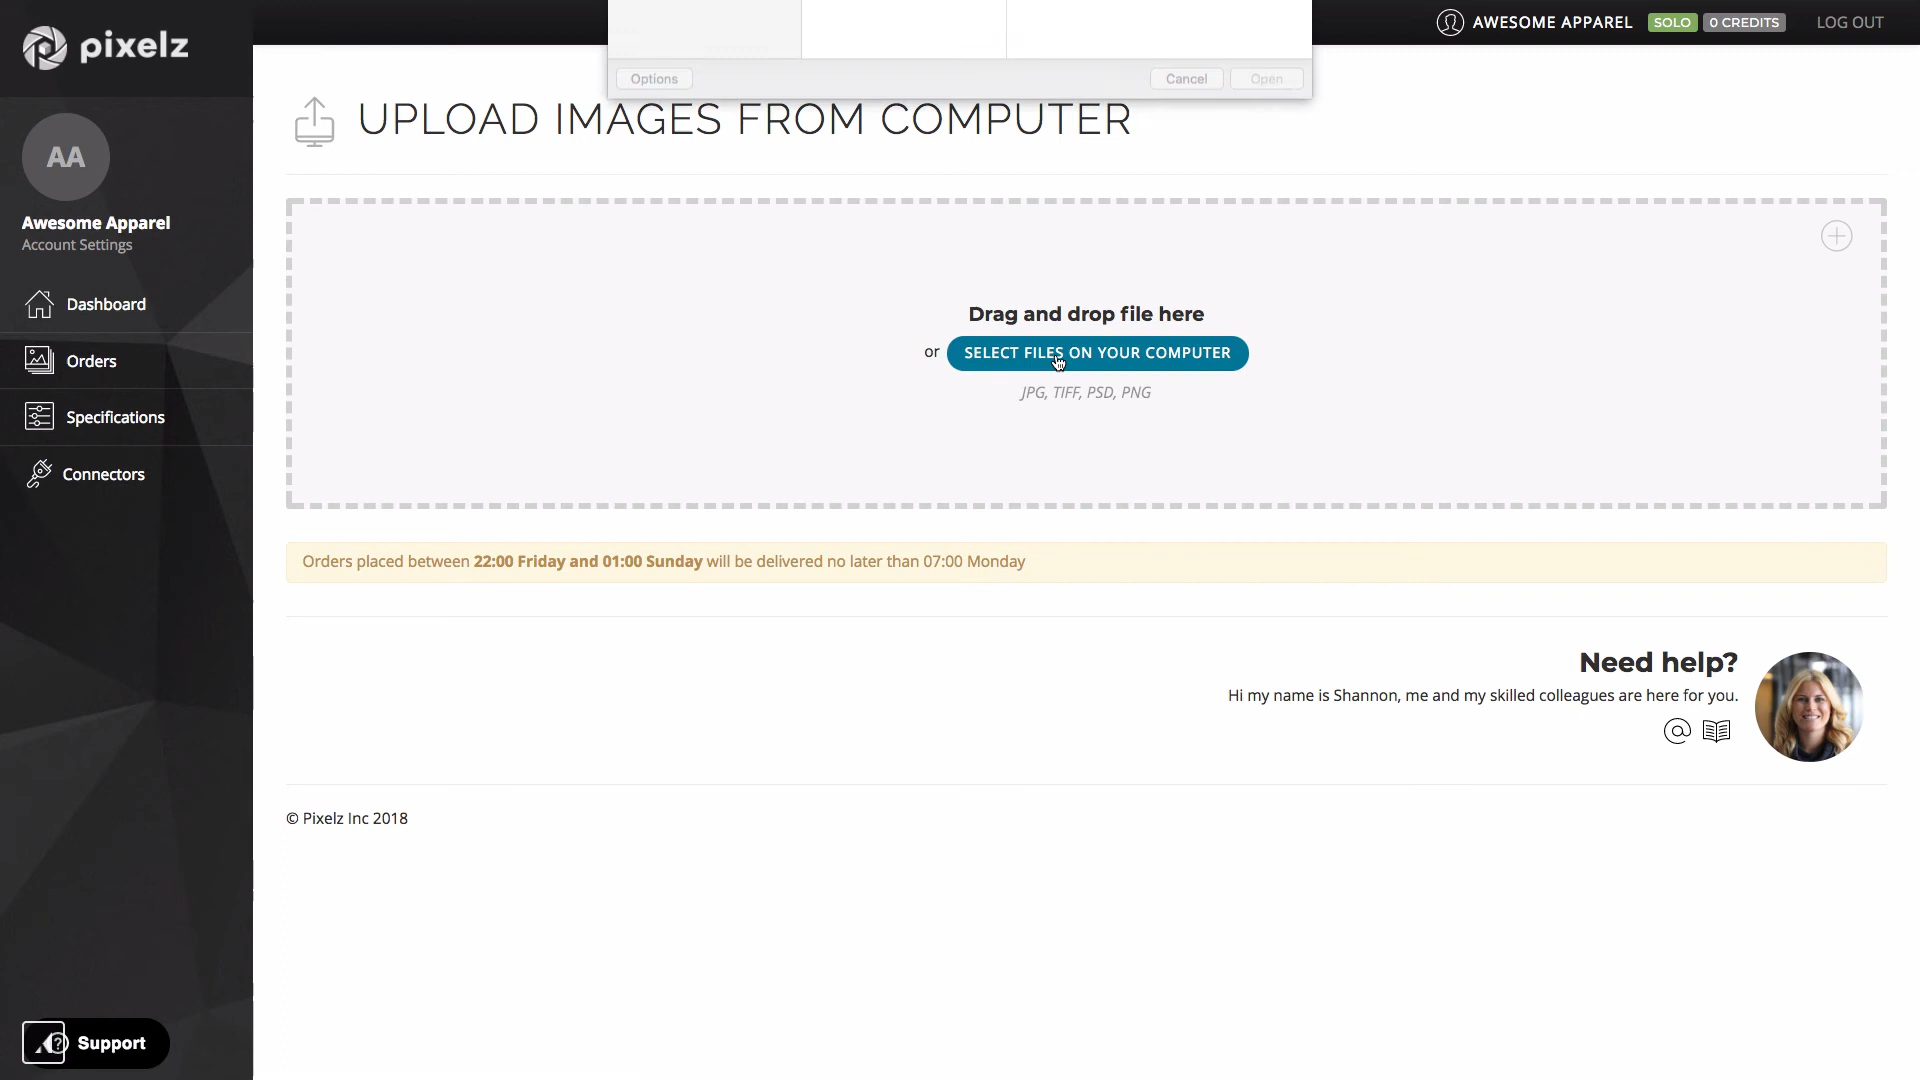 pixelz
AWESOME APPAREL SOLO 0 CREDITS LOG OUT
Options Cancel Open
UPLOAD IMAGES FROM COMPUTER
AA
Awesome Apparel
Account Settings
Dashboard
Orders
Specifications
Connectors
Drag and drop file here
or SELECT FILES ON YOUR COMPUTER
JPG, TIFF, PSD, PNG
Orders placed between 22:00 Friday and 01:00 Sunday will be delivered no later than 07:00 Monday
Need help?
Hi my name is Shannon, me and my skilled colleagues are here for you.
© Pixelz Inc 2018
Support